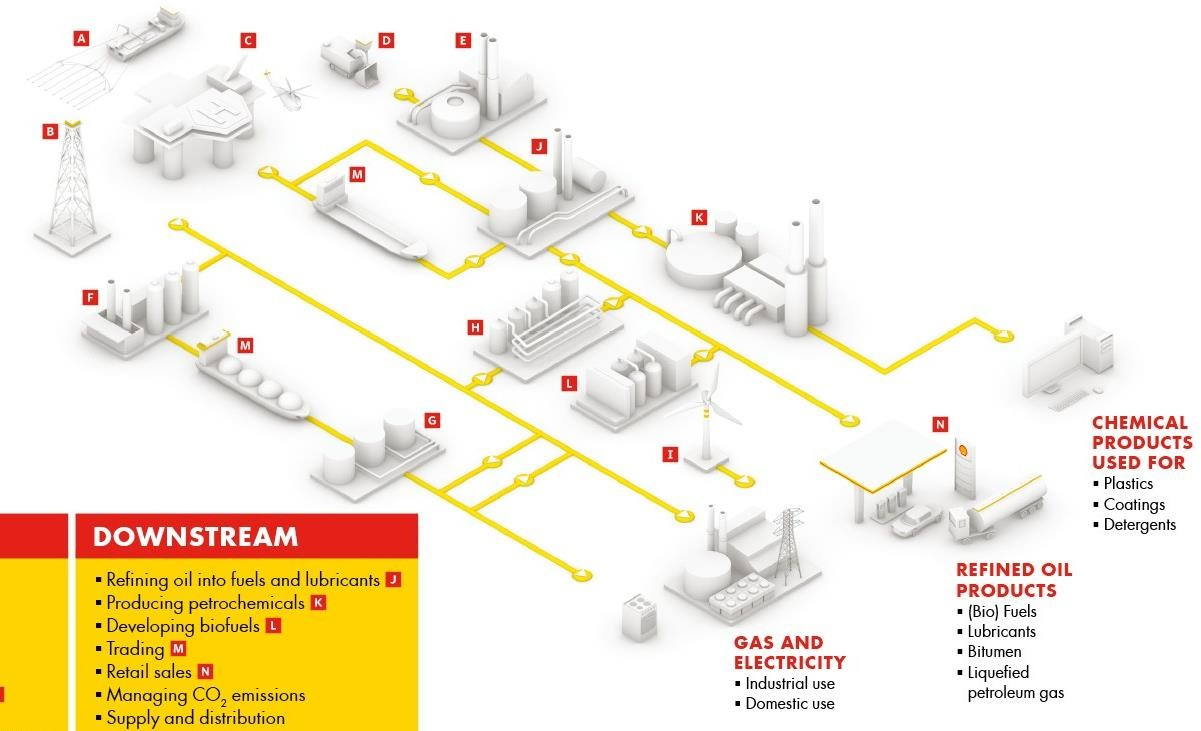 A
B
C
D
E
J
M
K
F
M
H
L
G
I
N
CHEMICAL
PRODUCTS
USED FOR
▪ Plastics
▪ Coatings
▪ Detergents
REFINED OIL
PRODUCTS
▪ (Bio) Fuels
▪ Lubricants
▪ Bitumen
▪ Liquefied
petroleum gas
GAS AND
ELECTRICITY
▪ Industrial use
▪ Domestic use
DOWNSTREAM
▪ Refining oil into fuels and lubricants J
▪ Producing petrochemicals K
▪ Developing biofuels L
▪ Trading M
▪ Retail sales N
▪ Managing CO₂ emissions
▪ Supply and distribution